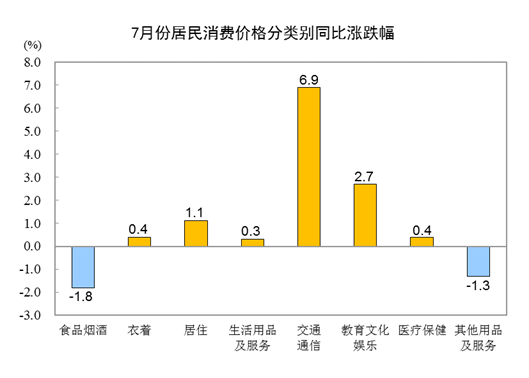 7月份居民消费价格分类别同比涨跌幅
(%)
8.0
7.0
6.0
5.0
4.0
3.0
2.0
1.0
0.0
-1.0
-2.0
-3.0
-1.8
0.4
1.1
0.3
6.9
2.7
0.4
-1.3
食品烟酒
衣着
居住
生活用品
及服务
交通
通信
教育文化
娱乐
医疗保健
其他用品
及服务